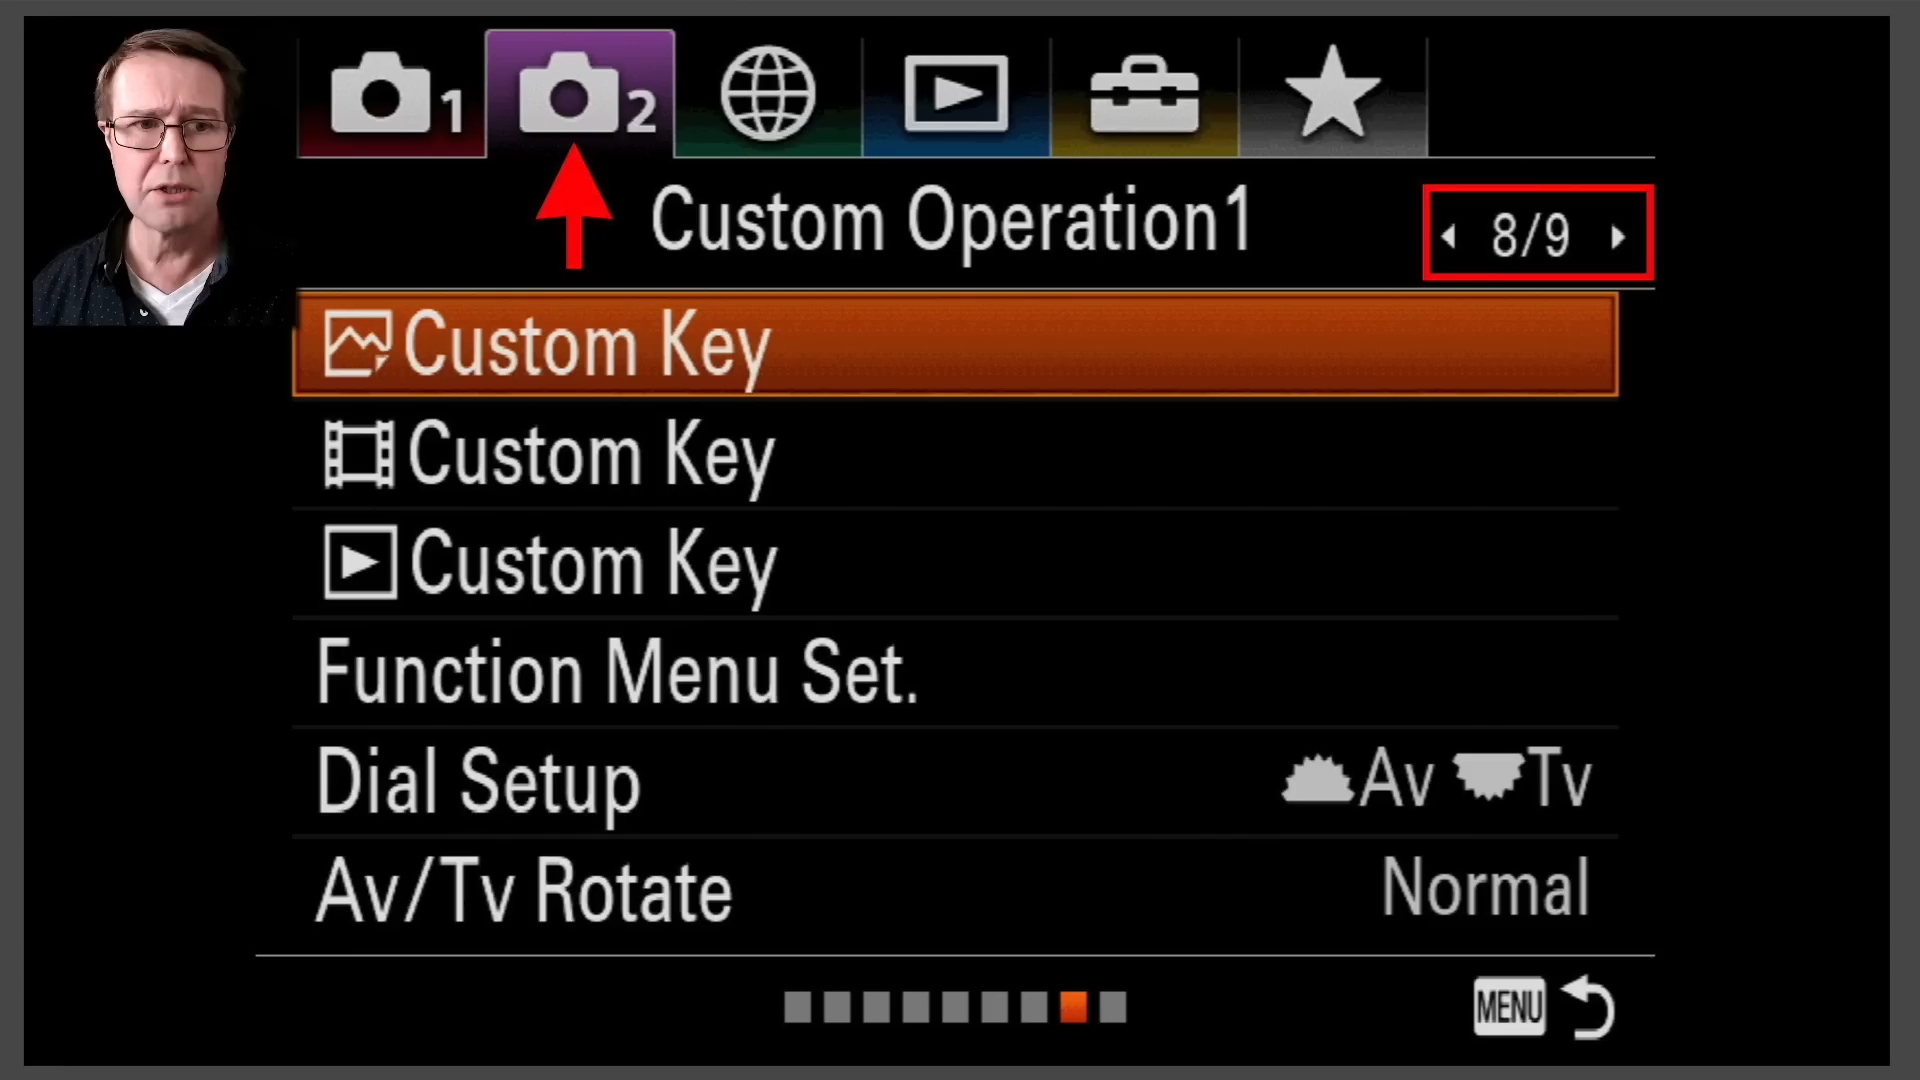 1
2
Custom Operation1
8/9
Custom Key
Custom Key
Custom Key
Function Menu Set.
Dial Setup Av Tv
Av/Tv Rotate Normal
MENU